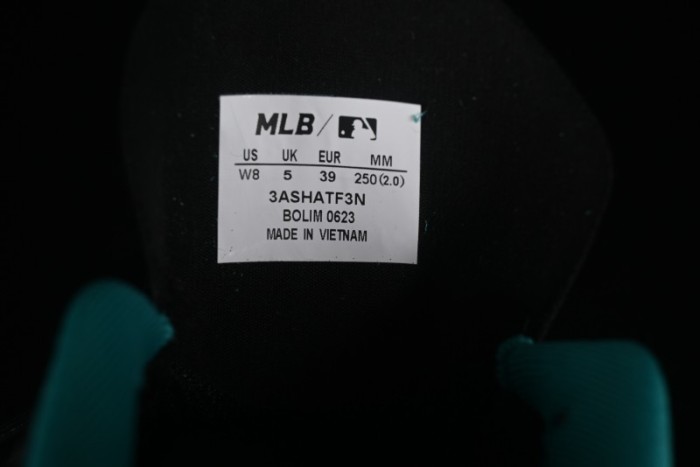 MLB
US UK EUR MM
W8 5 39 250(2.0)
3ASHATF3N
BOLIM 0623
MADE IN VIETNAM